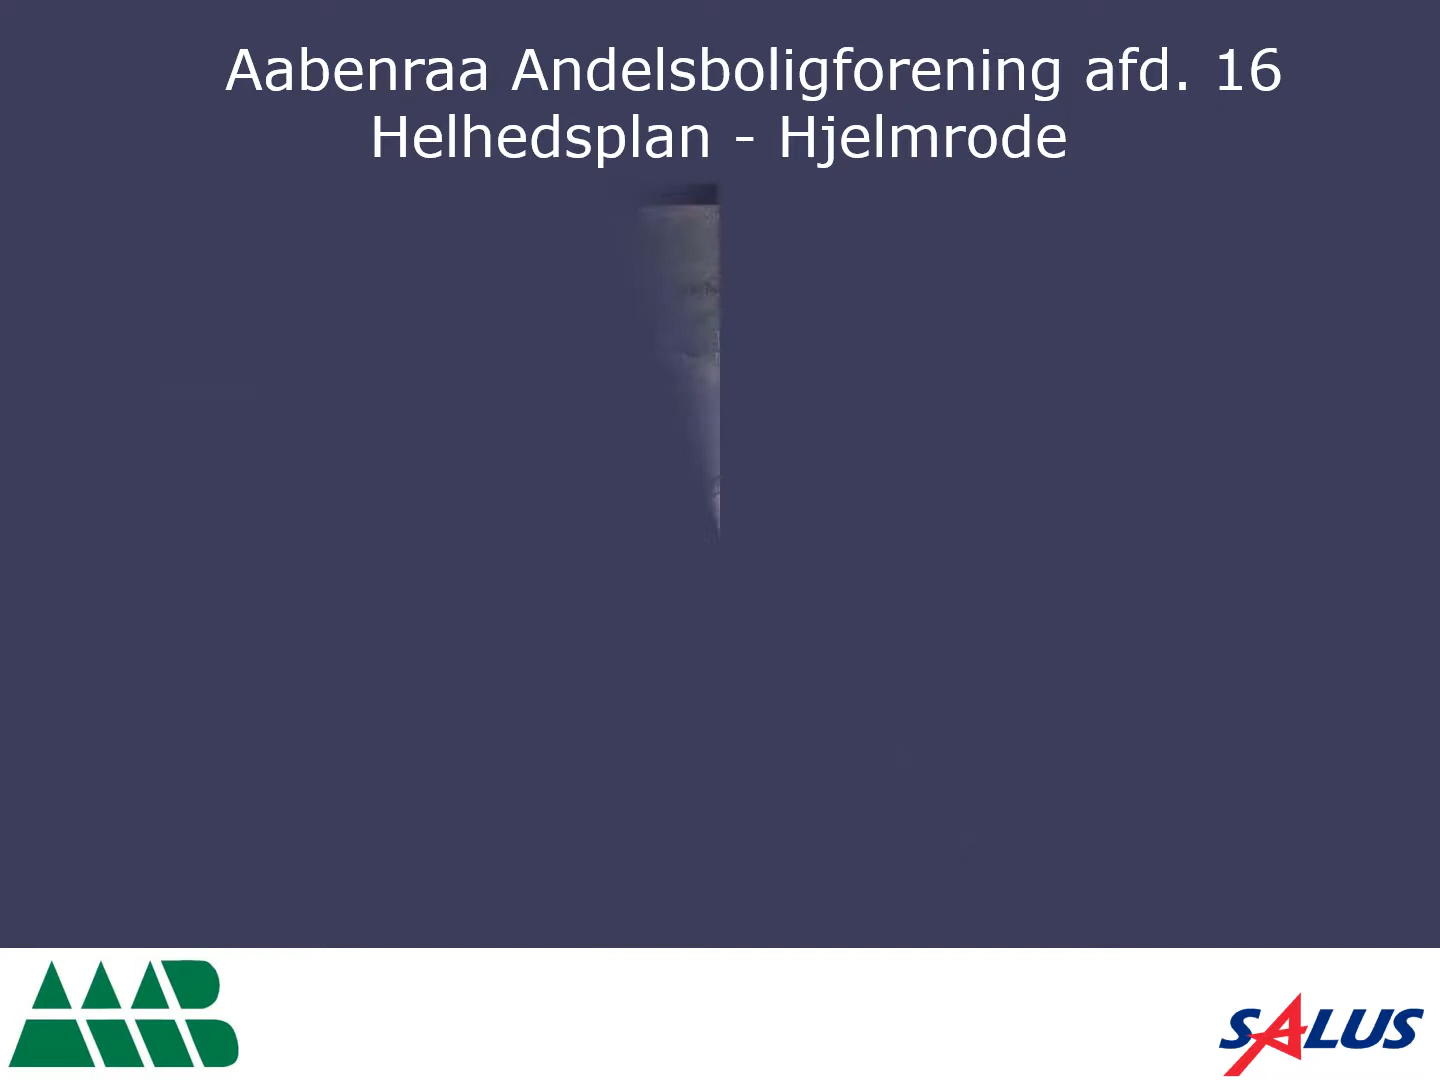 Aabenraa Andelsboligforening afd. 16
Helhedsplan - Hjelmrode
AAB
SALUS